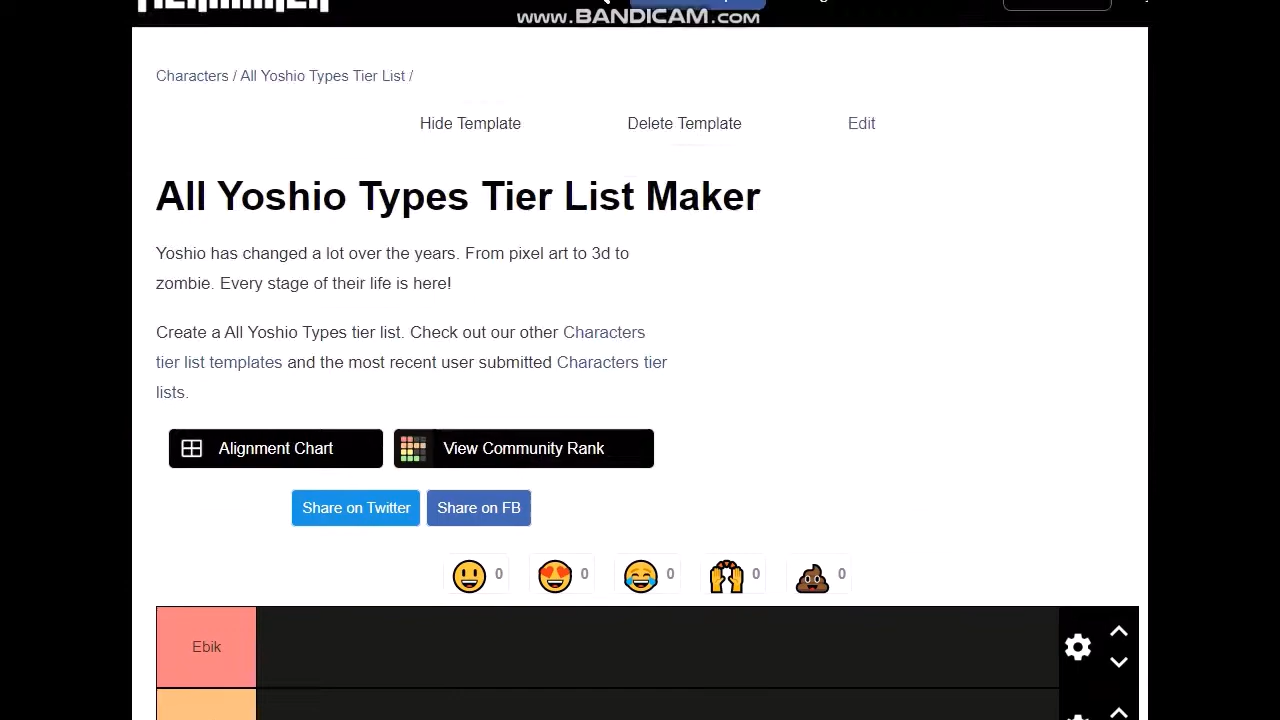 www.BANDICAM.com
Characters / All Yoshio Types Tier List /
Hide Template Delete Template Edit
All Yoshio Types Tier List Maker
Yoshio has changed a lot over the years. From pixel art to 3d to
zombie. Every stage of their life is here!
Create a All Yoshio Types tier list. Check out our other Characters
tier list templates and the most recent user submitted Characters tier
lists.
Alignment Chart View Community Rank
Share on Twitter Share on FB
0 0 0 0 0
Ebik